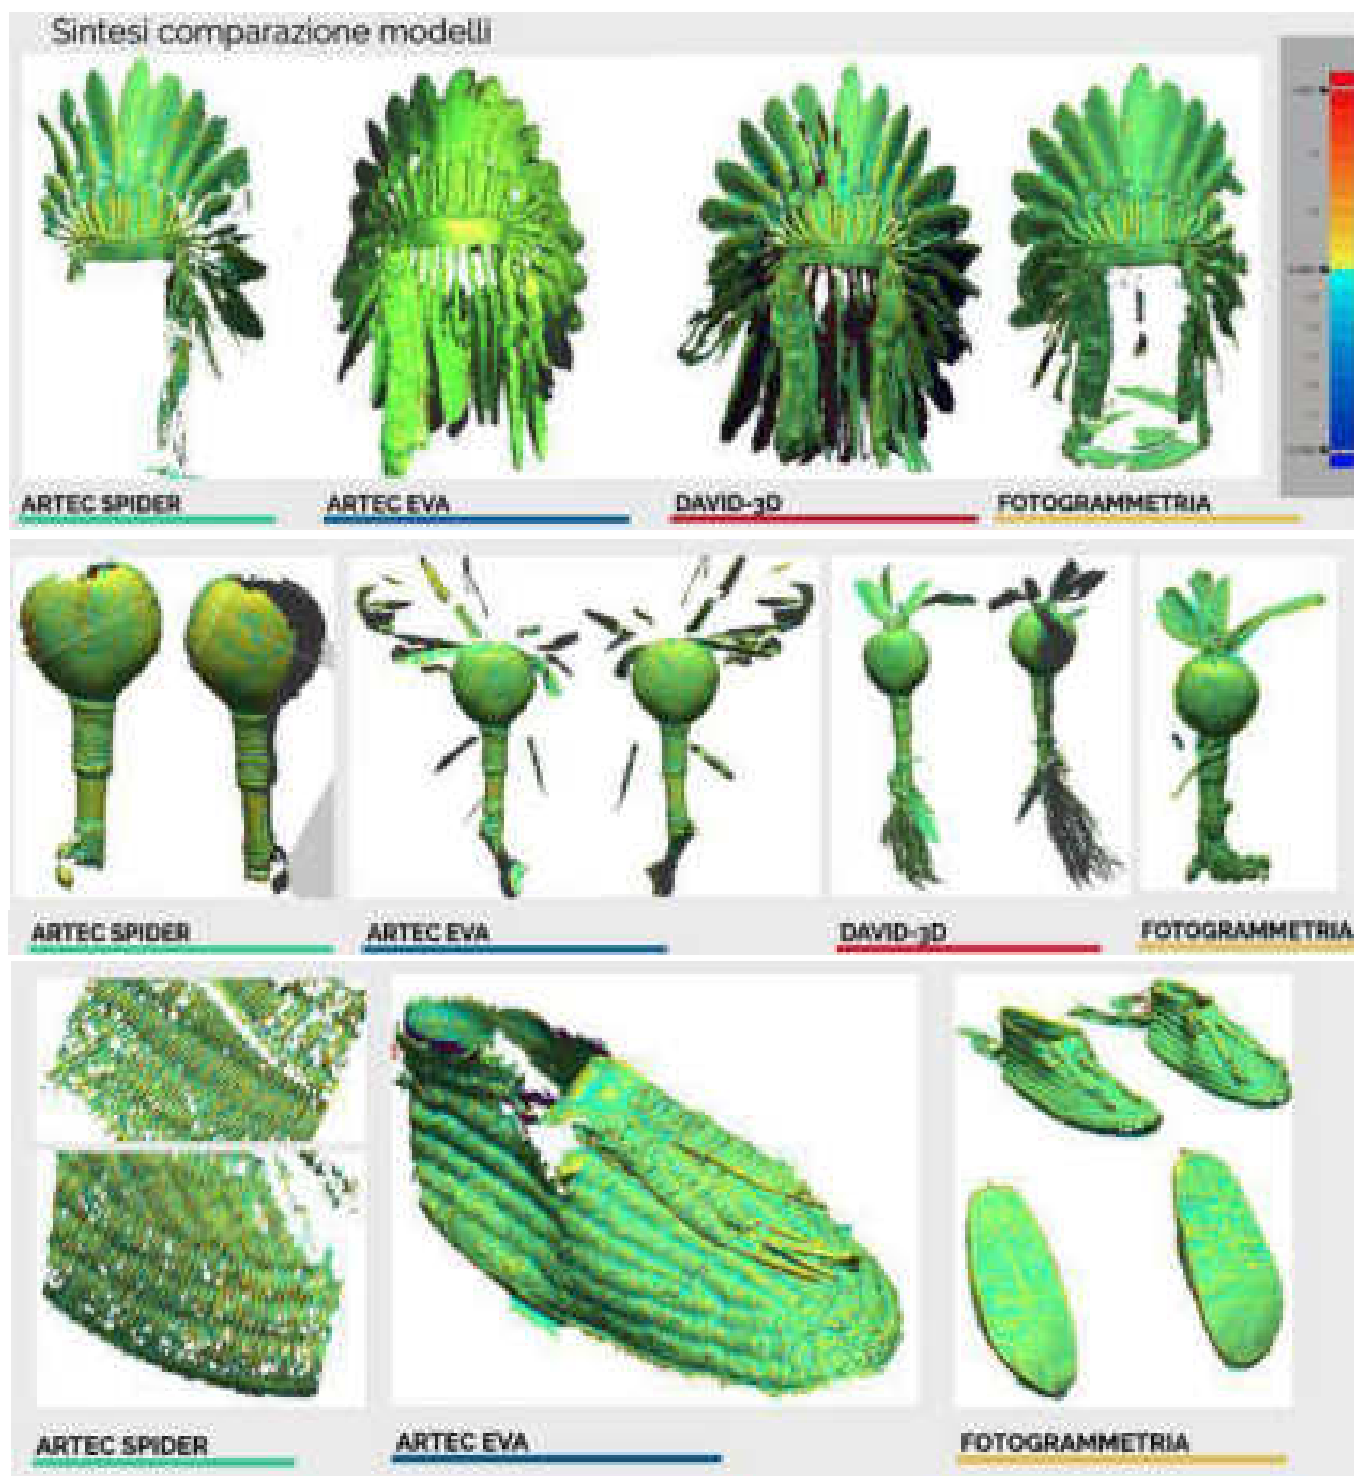 Sintesi comparazione modelli
ARTEC SPIDER
ARTEC EVA
DAVID-3D
FOTOGRAMMETRIA
ARTEC SPIDER
ARTEC EVA
DAVID-3D
FOTOGRAMMETRIA
ARTEC SPIDER
ARTEC EVA
FOTOGRAMMETRIA